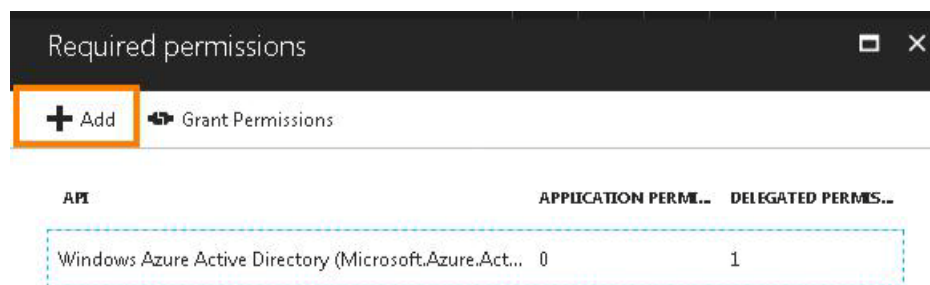 Required permissions
Add Grant Permissions
API APPLICATION PERMI... DELEGATED PERMIS...
Windows Azure Active Directory (Microsoft.Azure.Act... 0 1